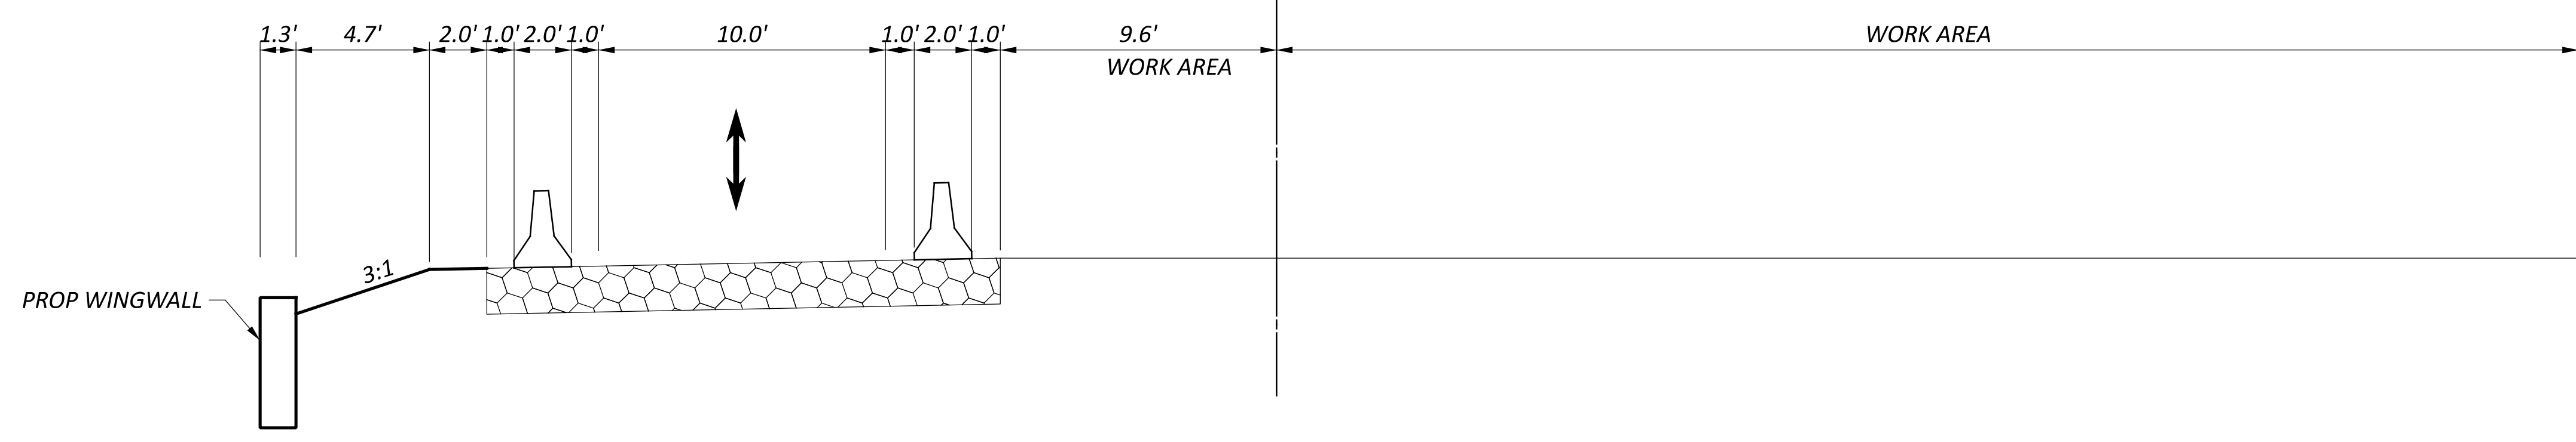 1.3' 4.7' 2.0' 1.0' 2.0' 1.0' 10.0' 1.0' 2.0' 1.0' 9.6' WORK AREA
WORK AREA
3:1
PROP WINGWALL